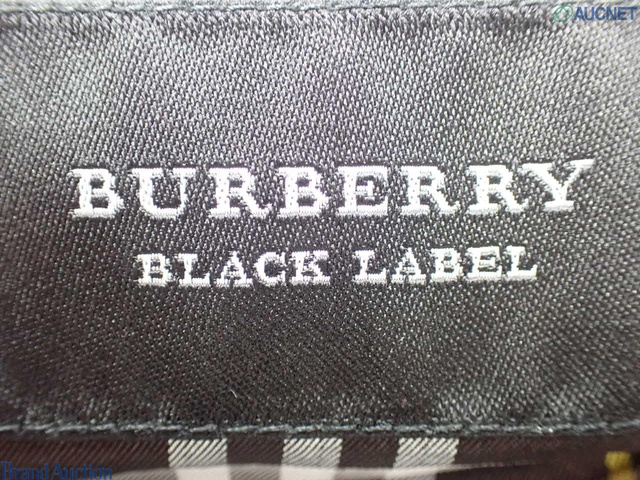 AUCNET
BURBERRY
BLACK LABEL
Brand Auction